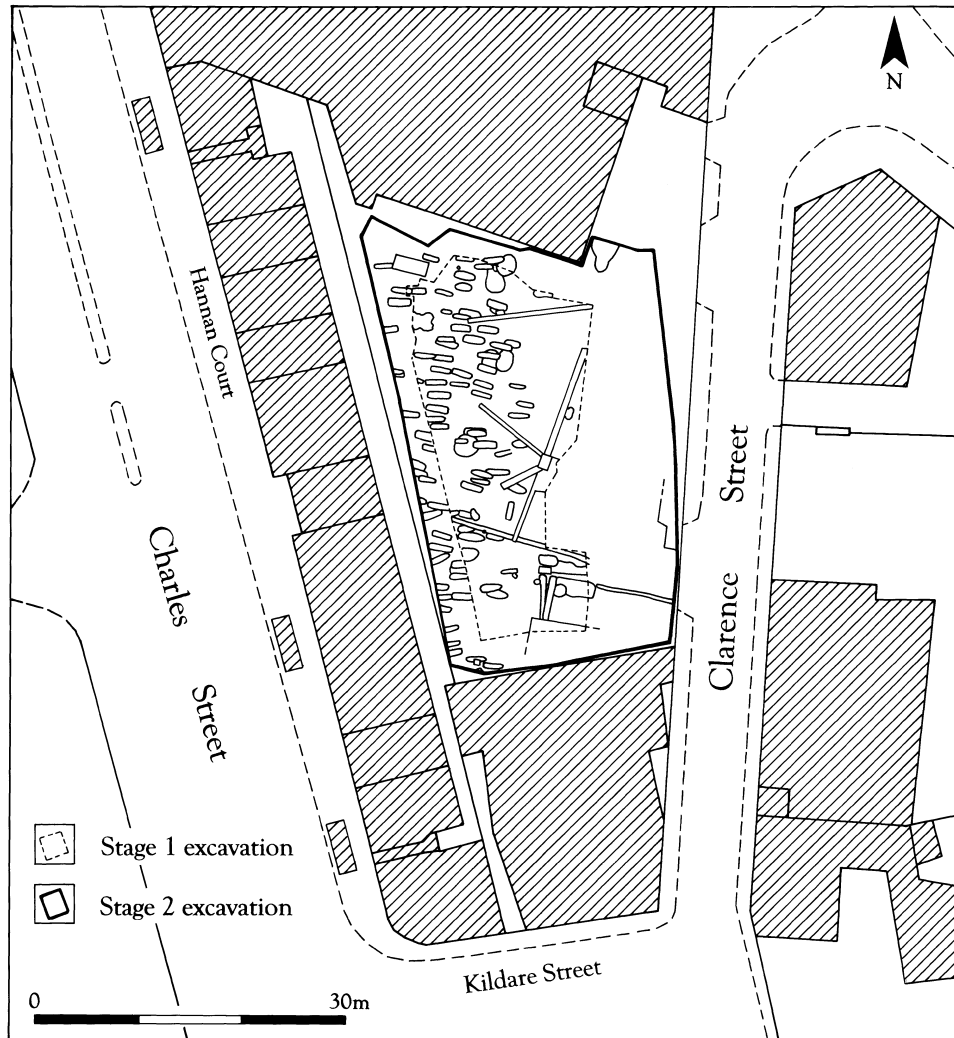 N
Hannan Court
Charles
Street
Clarence
Street
Stage 1 excavation
Stage 2 excavation
Kildare Street
0 30m